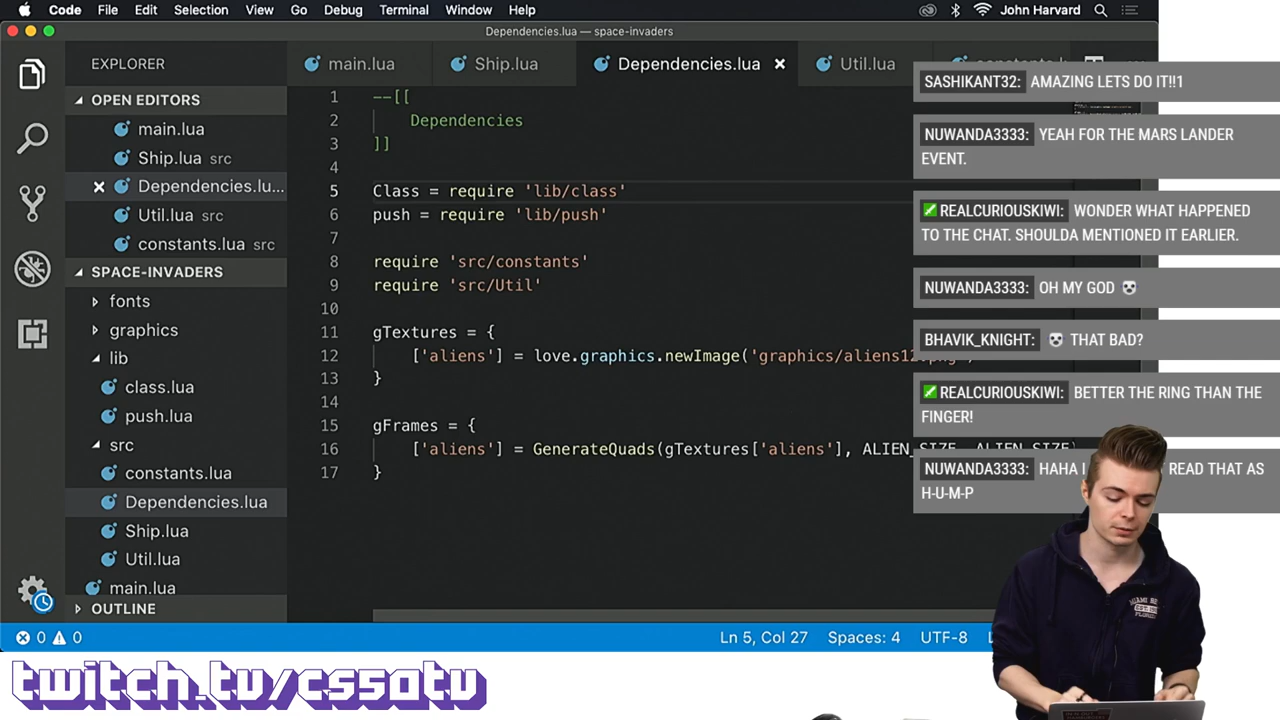 Code File Edit Selection View Go Debug Terminal Window Help John Harvard
Dependencies.lua — space-invaders
EXPLORER
OPEN EDITORS
main.lua
Ship.lua src
Dependencies.lu...
Util.lua src
constants.lua src
SPACE-INVADERS
fonts
graphics
lib
class.lua
push.lua
src
constants.lua
Dependencies.lua
Ship.lua
Util.lua
main.lua
OUTLINE
main.lua Ship.lua Dependencies.lua Util.lua
1 --[[
2 Dependencies
3 ]]
4
5 Class = require 'lib/class'
6 push = require 'lib/push'
7
8 require 'src/constants'
9 require 'src/Util'
10
11 gTextures = {
12 ['aliens'] = love.graphics.newImage('graphics/aliens12.png'
13 }
14
15 gFrames = {
16 ['aliens'] = GenerateQuads(gTextures['aliens'], ALIEN_SIZE, ALIEN_SIZE)
17 }
SASHIKANT32: AMAZING LETS DO IT!!1
NUWANDA3333: YEAH FOR THE MARS LANDER
EVENT.
REALCURIOUSKIWI: WONDER WHAT HAPPENED
TO THE CHAT. SHOULDA MENTIONED IT EARLIER.
NUWANDA3333: OH MY GOD
BHAVIK_KNIGHT: THAT BAD?
REALCURIOUSKIWI: BETTER THE RING THAN THE
FINGER!
NUWANDA3333: HAHA I READ THAT AS
H-U-M-P
0 0 Ln 5, Col 27 Spaces: 4 UTF-8
twitch.tv/cs50tv